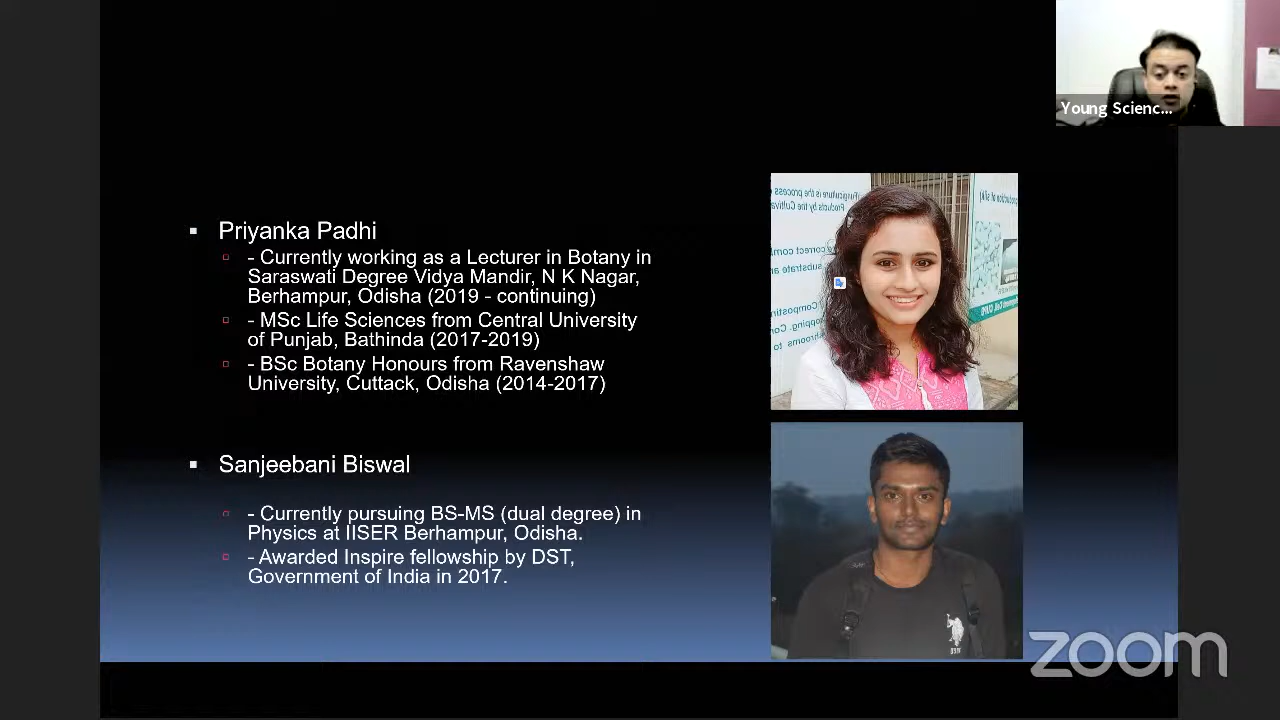 Young Scienc...
Priyanka Padhi
- Currently working as a Lecturer in Botany in
Saraswati Degree Vidya Mandir, N K Nagar,
Berhampur, Odisha (2019 - continuing)
- MSc Life Sciences from Central University
of Punjab, Bathinda (2017-2019)
- BSc Botany Honours from Ravenshaw
University, Cuttack, Odisha (2014-2017)
Sanjeebani Biswal
- Currently pursuing BS-MS (dual degree) in
Physics at IISER Berhampur, Odisha.
- Awarded Inspire fellowship by DST,
Government of India in 2017.
zoom